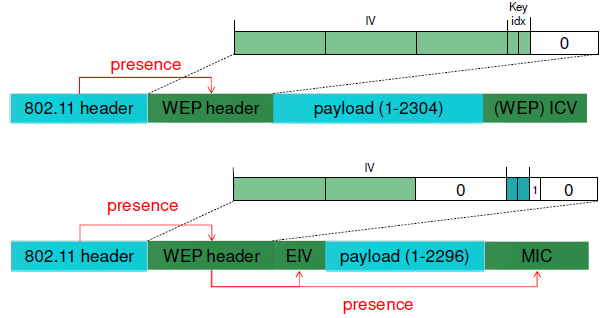 IV
Key
idx
0
presence
802.11 header WEP header payload (1-2304) (WEP) ICV
IV
0 1 0
presence
802.11 header WEP header EIV payload (1-2296) MIC
presence